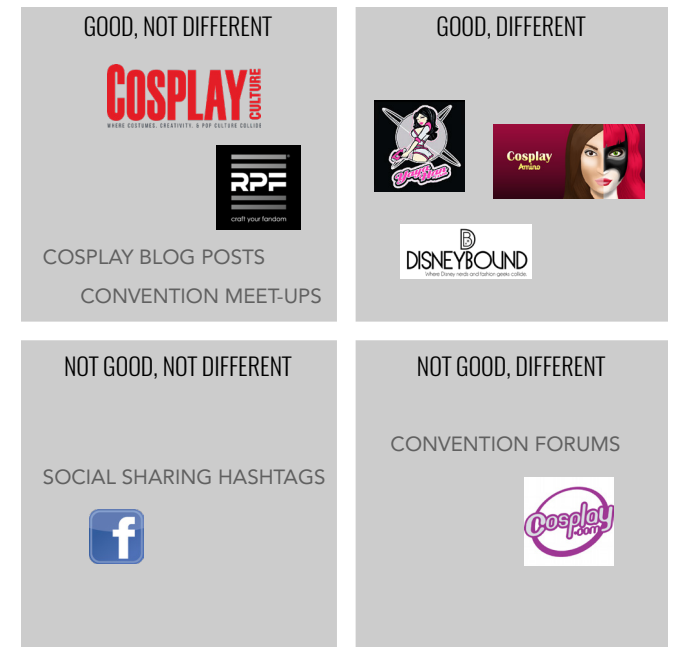 GOOD, NOT DIFFERENT
COSPLAY CULTURE
WHERE COSTUMES, CREATIVITY, & POP CULTURE COLLIDE
RPF
craft your fandom
COSPLAY BLOG POSTS
CONVENTION MEET-UPS
GOOD, DIFFERENT
Cosplay
Amino
DISNEYBOUND
Where Disney nerds and fashion geeks collide.
NOT GOOD, NOT DIFFERENT
SOCIAL SHARING HASHTAGS
f
NOT GOOD, DIFFERENT
CONVENTION FORUMS
Cosplay
.com